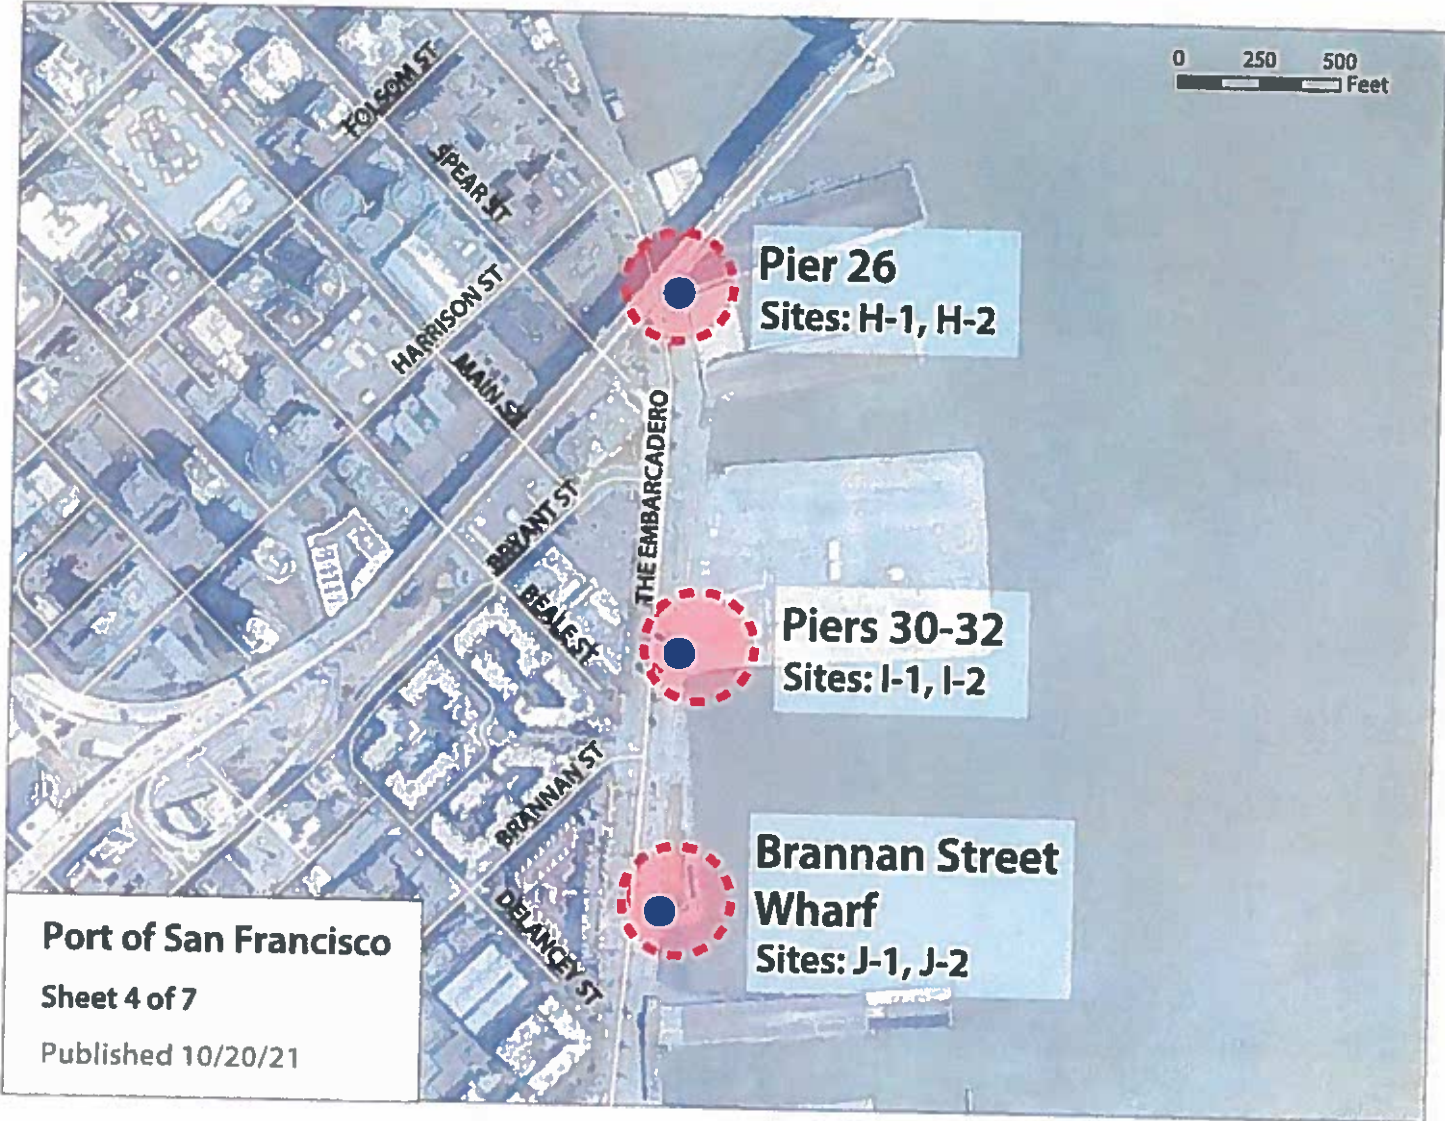 0 250 500
Feet
FOLSOM ST
SPEAR ST
HARRISON ST
MAIN ST
THE EMBARCADERO
BRYANT ST
BEALE ST
BRANNAN ST
DELANCEY ST
Pier 26
Sites: H-1, H-2
Piers 30-32
Sites: I-1, I-2
Brannan Street
Wharf
Sites: J-1, J-2
Port of San Francisco
Sheet 4 of 7
Published 10/20/21